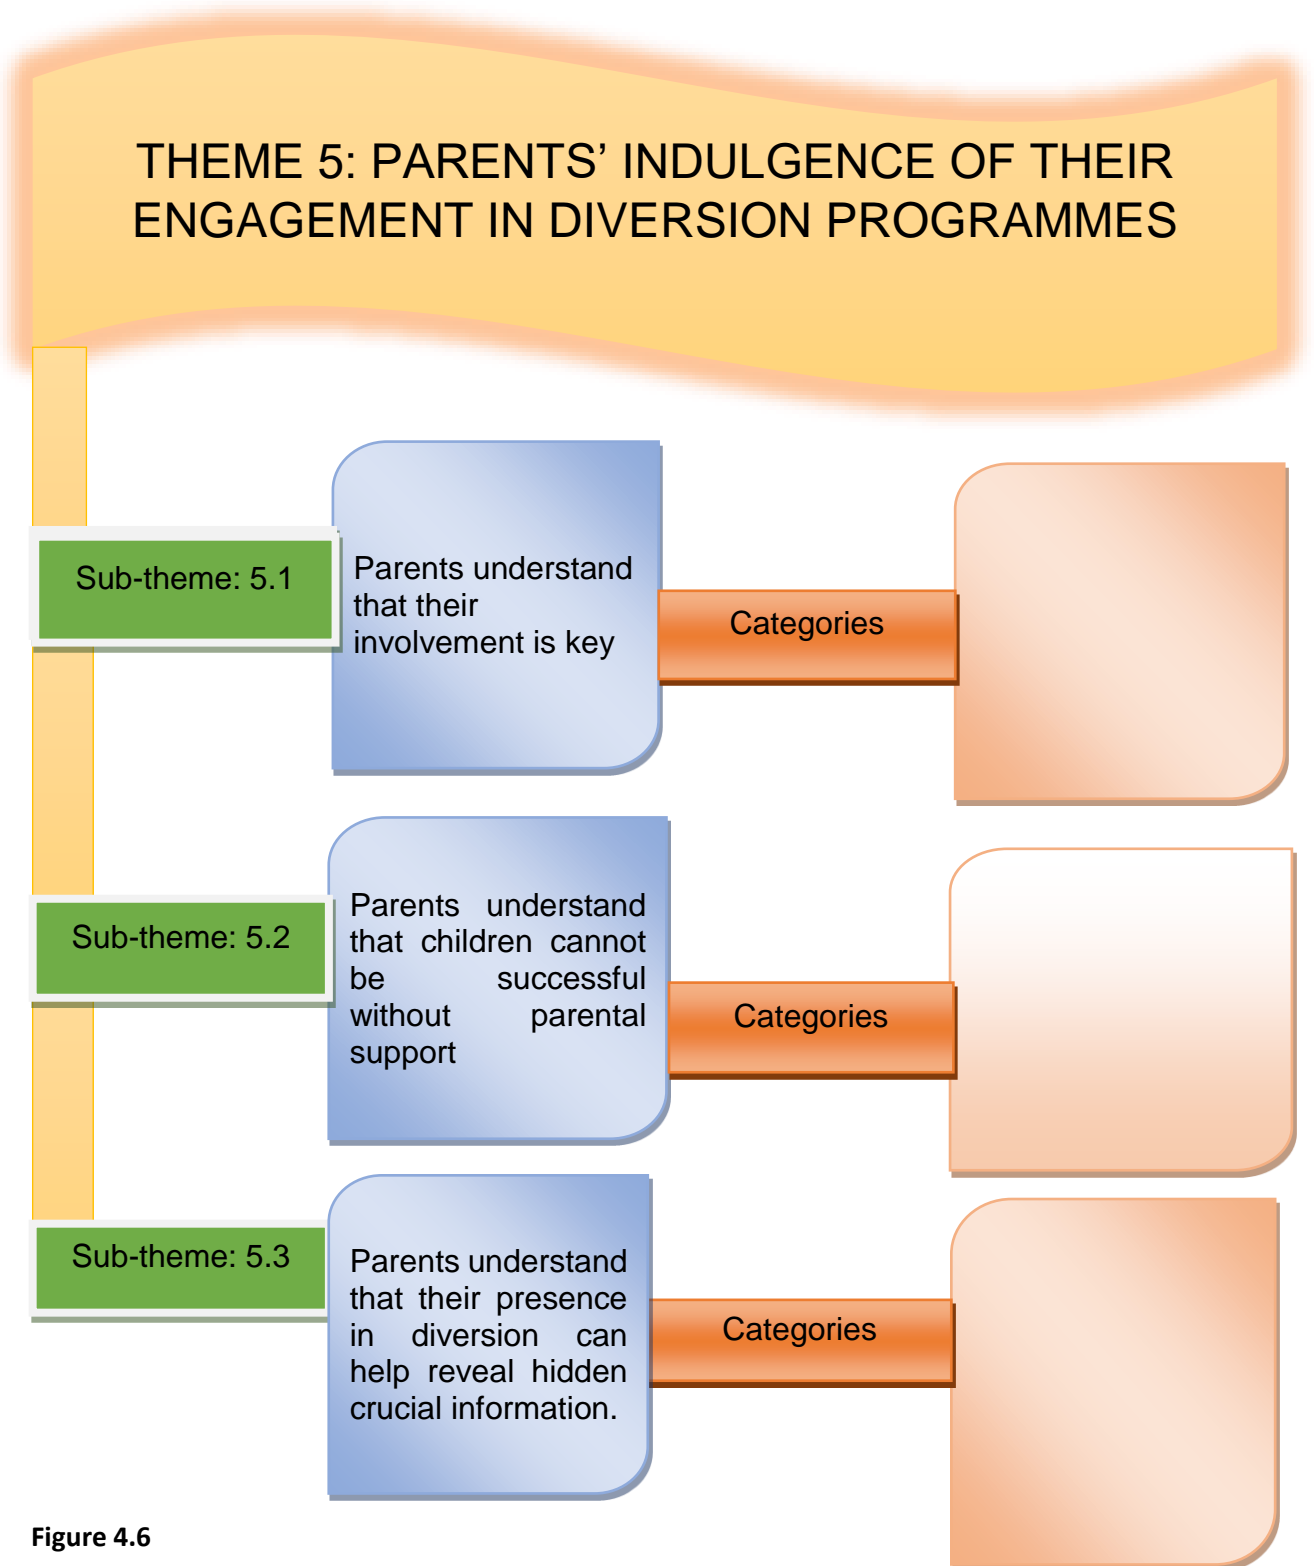 THEME 5: PARENTS’ INDULGENCE OF THEIR
ENGAGEMENT IN DIVERSION PROGRAMMES
Sub-theme: 5.1
Parents understand
that their
involvement is key
Categories
Sub-theme: 5.2
Parents understand
that children cannot
be successful
without parental
support
Categories
Sub-theme: 5.3
Parents understand
that their presence
in diversion can
help reveal hidden
crucial information.
Categories
Figure 4.6